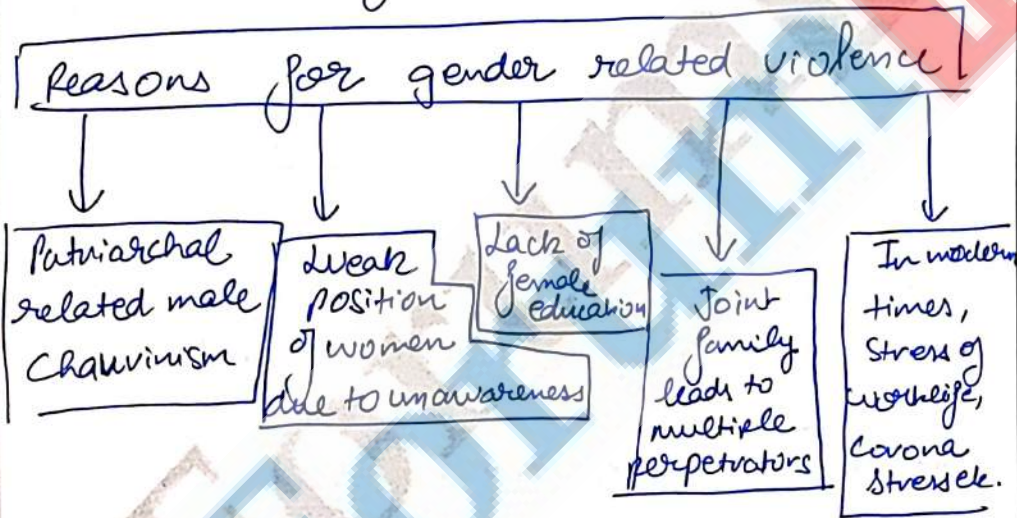 Reasons for gender related violence
Patriarchal
related male
Chauvinism
Weak
position
of women
due to unawareness
Lack of
female
education
Joint
family
leads to
multiple
perpetrators
In modern
times,
Stress of
worklife,
Corona
stress etc.
Forum